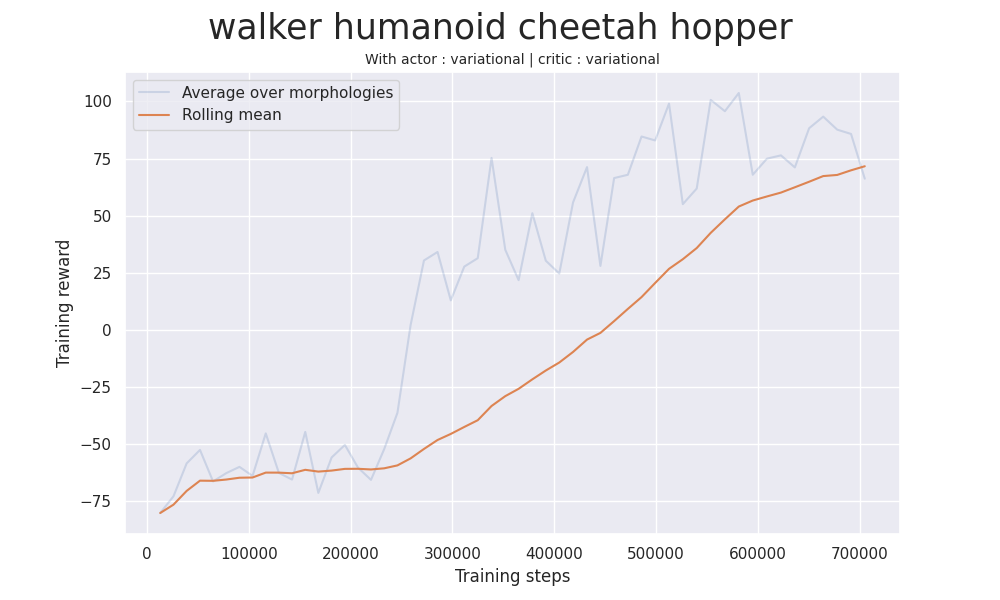 walker humanoid cheetah hopper
With actor : variational | critic : variational
Average over morphologies
Rolling mean
Training reward
100
75
50
25
0
−25
−50
−75
0 100000 200000 300000 400000 500000 600000 700000
Training steps